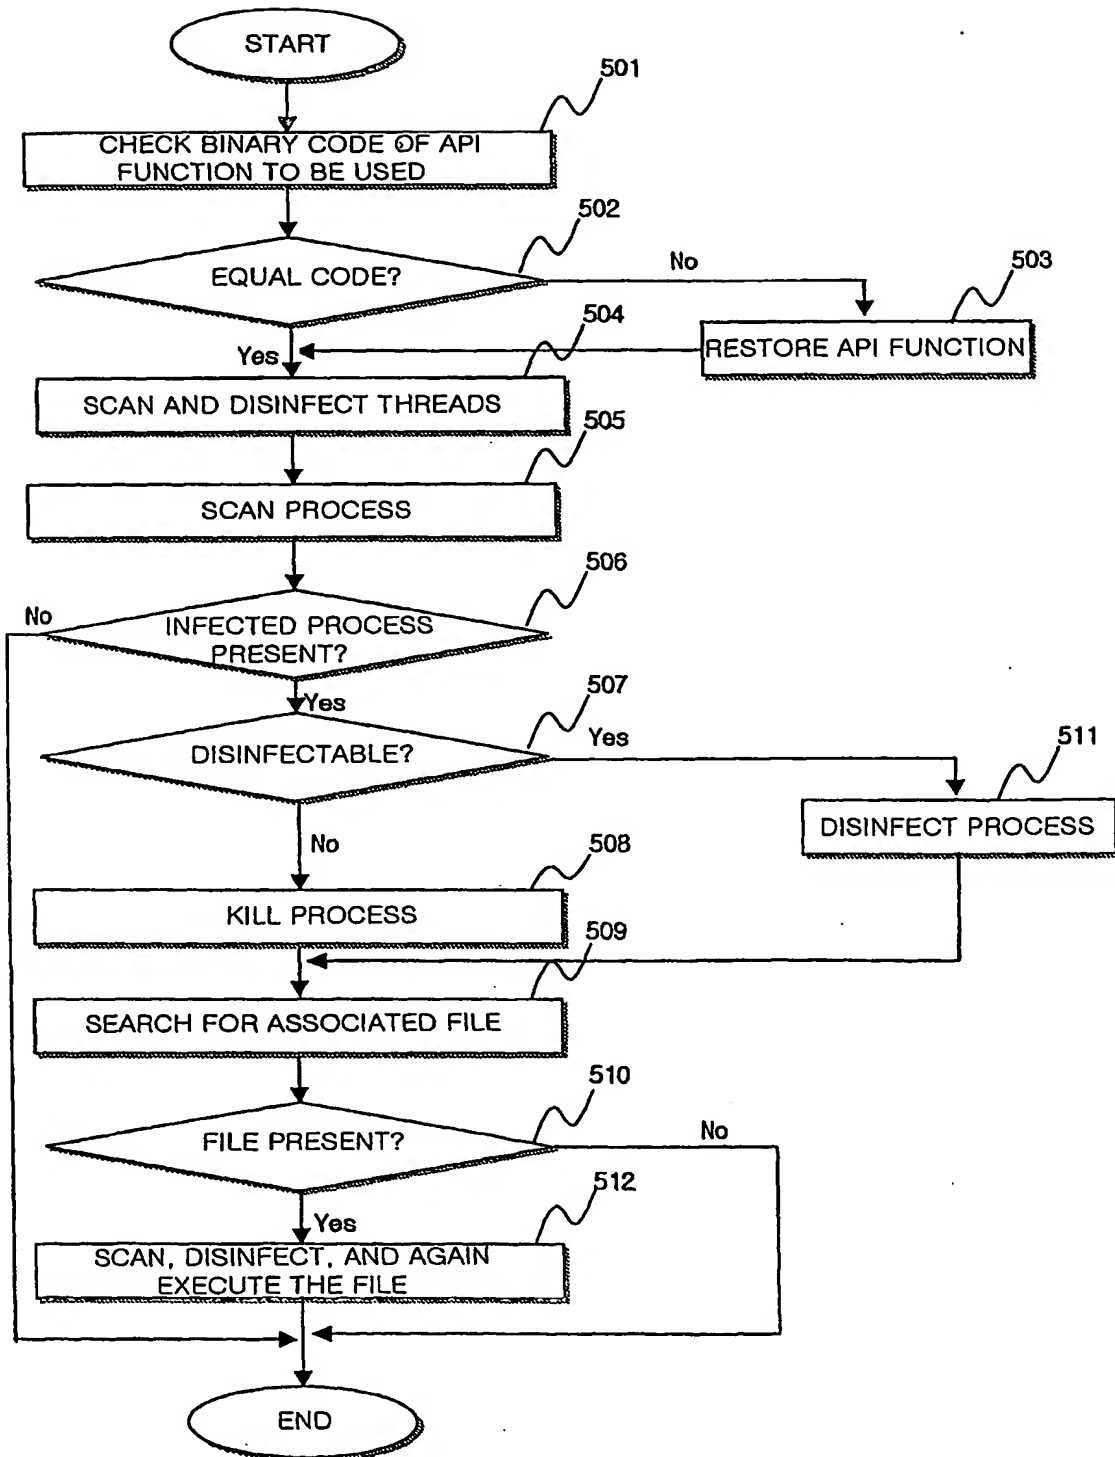 START
501
CHECK BINARY CODE OF API
FUNCTION TO BE USED
502
EQUAL CODE?
No
503
RESTORE API FUNCTION
Yes
504
SCAN AND DISINFECT THREADS
505
SCAN PROCESS
506
No
INFECTED PROCESS
PRESENT?
Yes
507
DISINFECTABLE?
Yes
511
DISINFECT PROCESS
No
508
KILL PROCESS
509
SEARCH FOR ASSOCIATED FILE
510
FILE PRESENT?
No
512
Yes
SCAN, DISINFECT, AND AGAIN
EXECUTE THE FILE
END